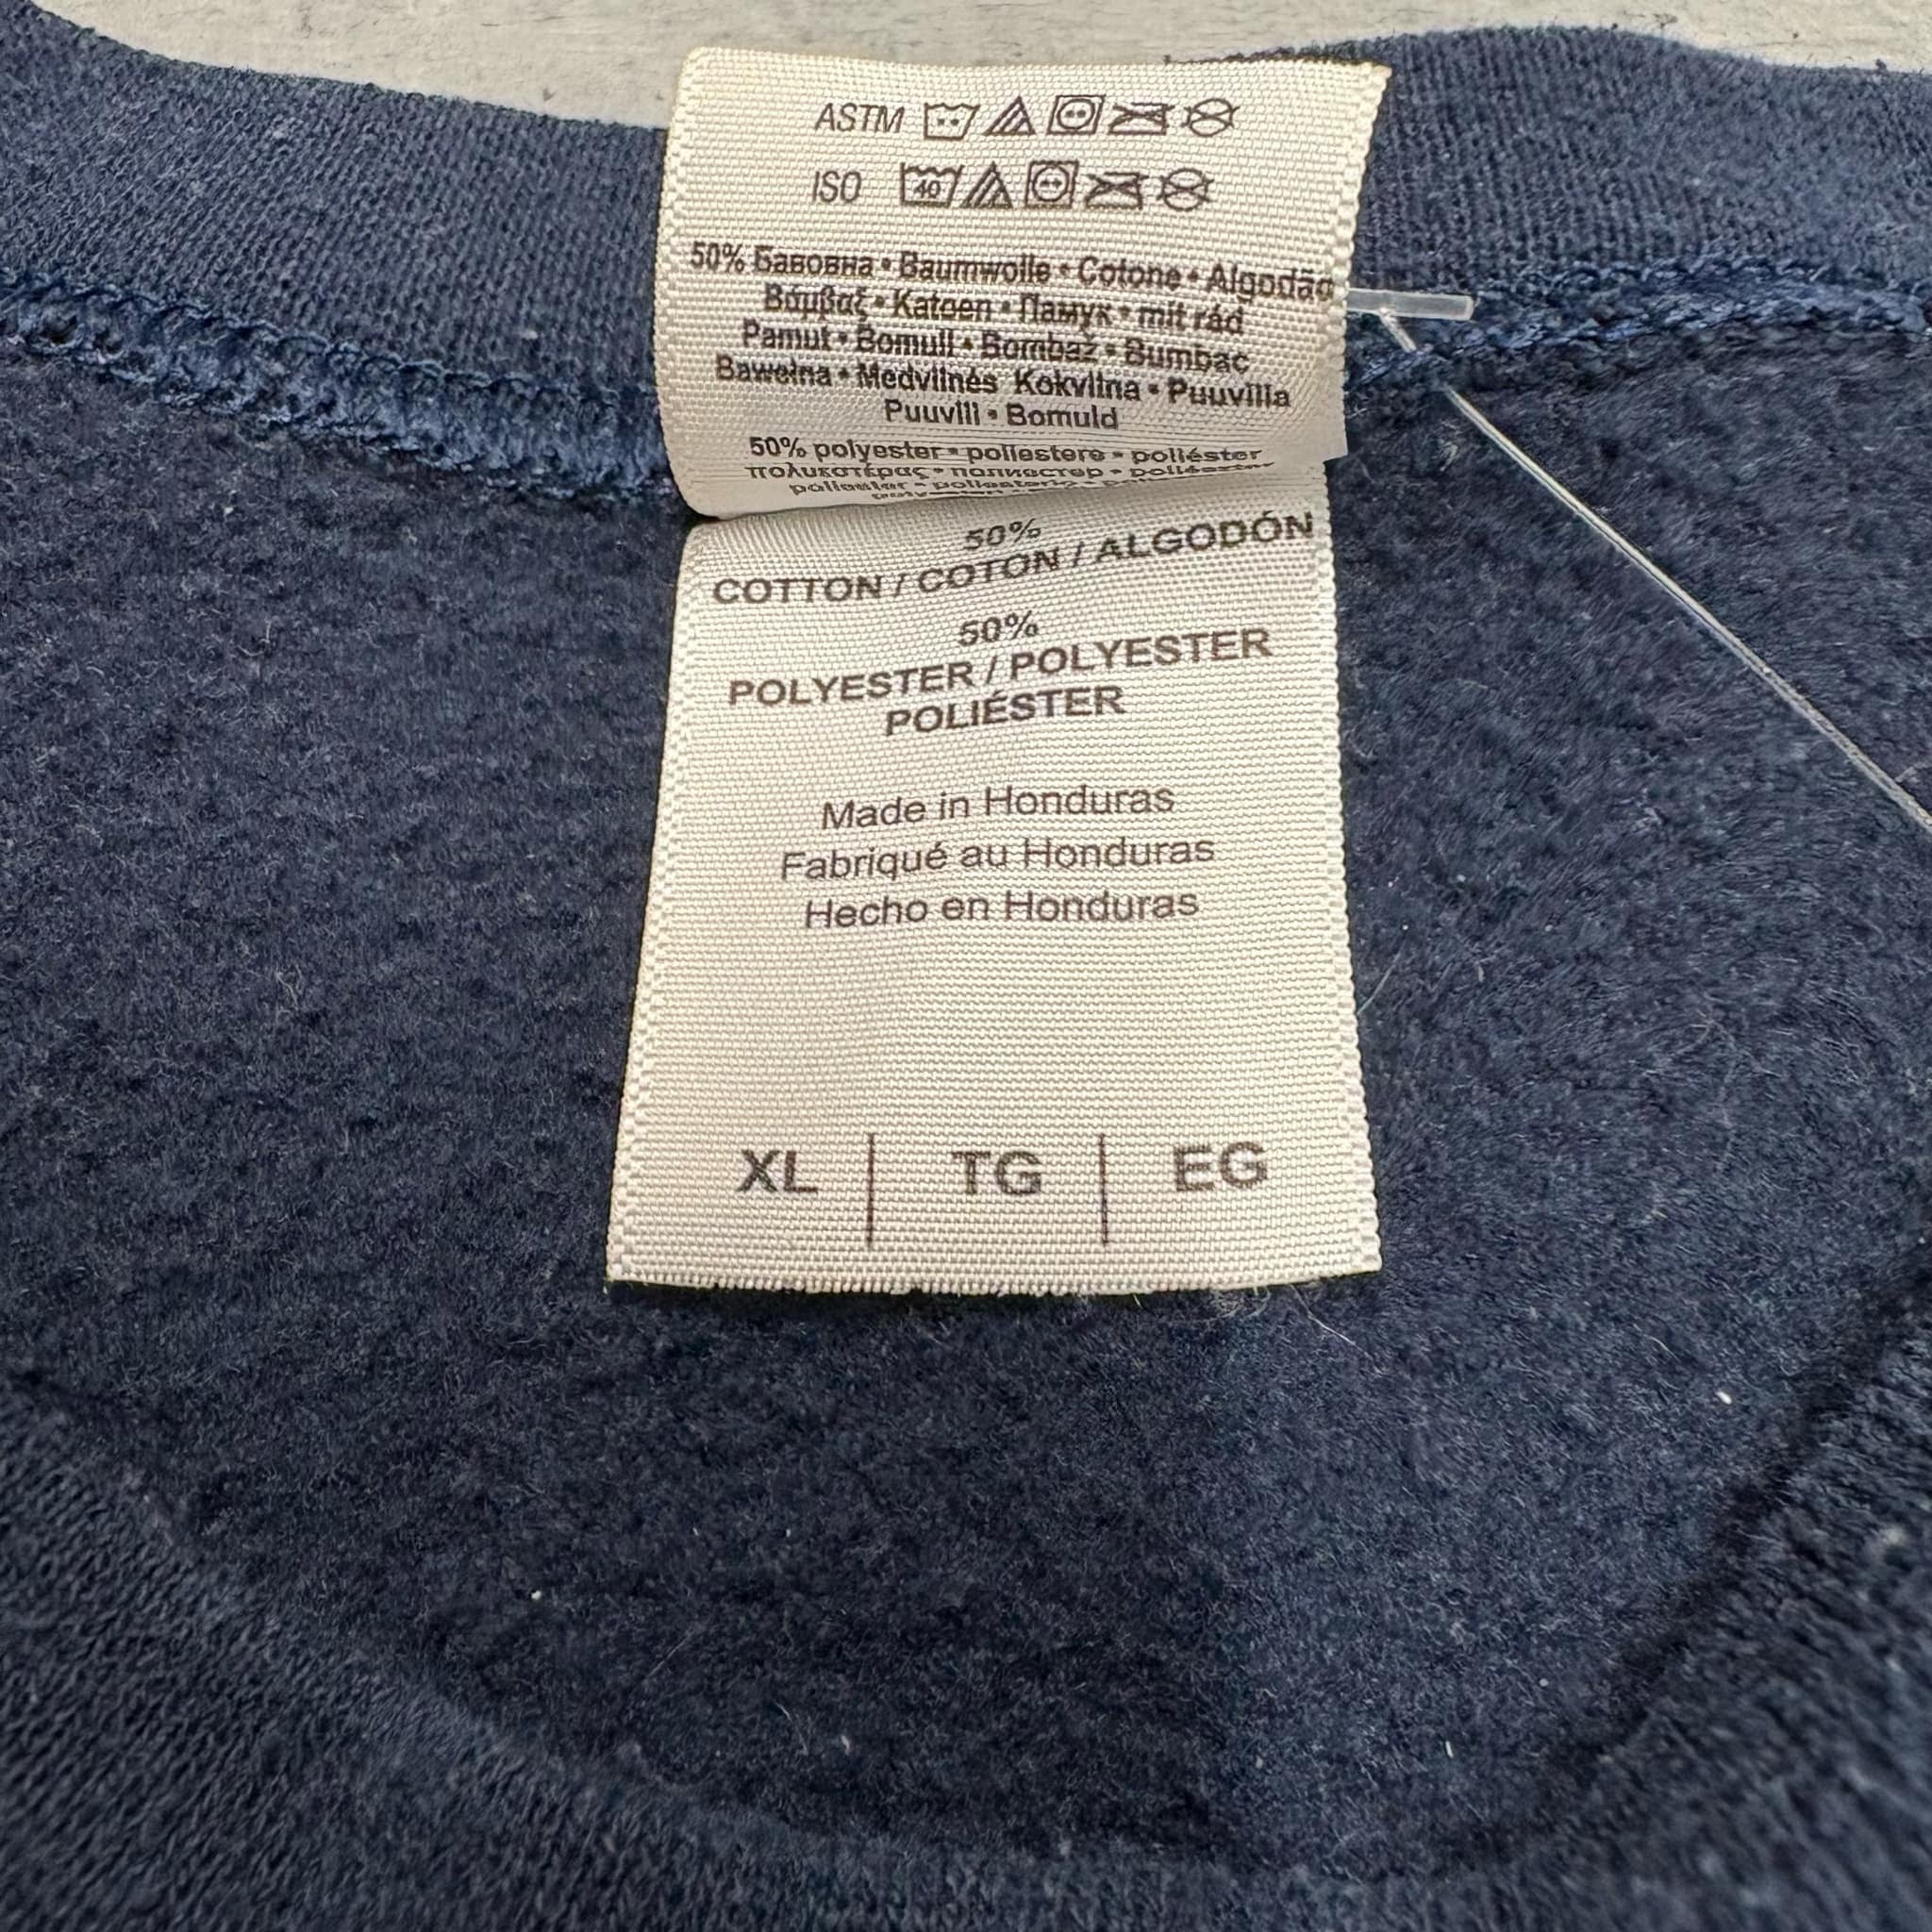 ASTM
ISO 40
50% Бавовна • Baumwolle • Cotone • Algodão
Βάμβαξ • Katoen • Памук • mit rád
Pamut • Bomull • Bombaž • Bumbac
Bawełna • Medvilnės Kokvilna • Puuvilla
Puuvill • Bomuld
50% polyester • poliestere • poliéster
πολυεστέρας • полиестер • poliészter
50%
COTTON / COTON / ALGODÓN
50%
POLYESTER / POLYESTER
POLIÉSTER
Made in Honduras
Fabriqué au Honduras
Hecho en Honduras
XL | TG | EG